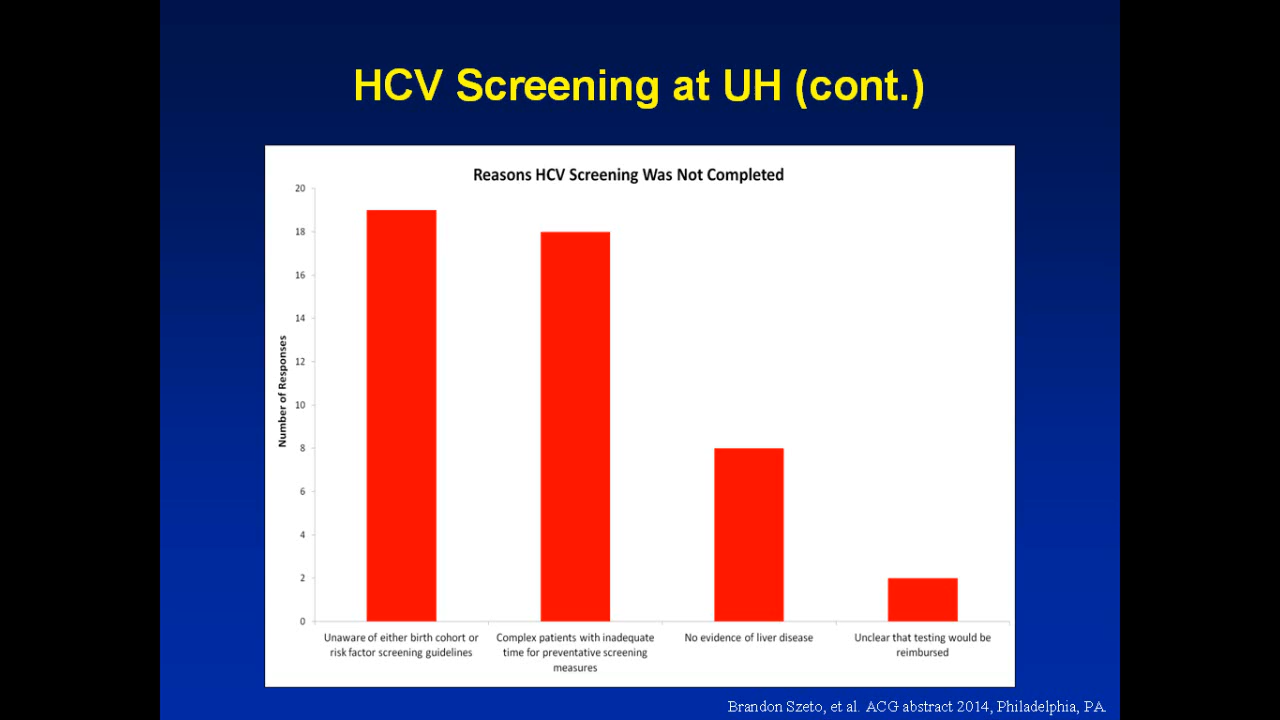 HCV Screening at UH (cont.)
Reasons HCV Screening Was Not Completed
20
18
16
14
12
10
8
6
4
2
0
Number of Responses
Unaware of either birth cohort or
risk factor screening guidelines
Complex patients with inadequate
time for preventative screening
measures
No evidence of liver disease
Unclear that testing would be
reimbursed
Brandon Szeto, et al. ACG abstract 2014, Philadelphia, PA.